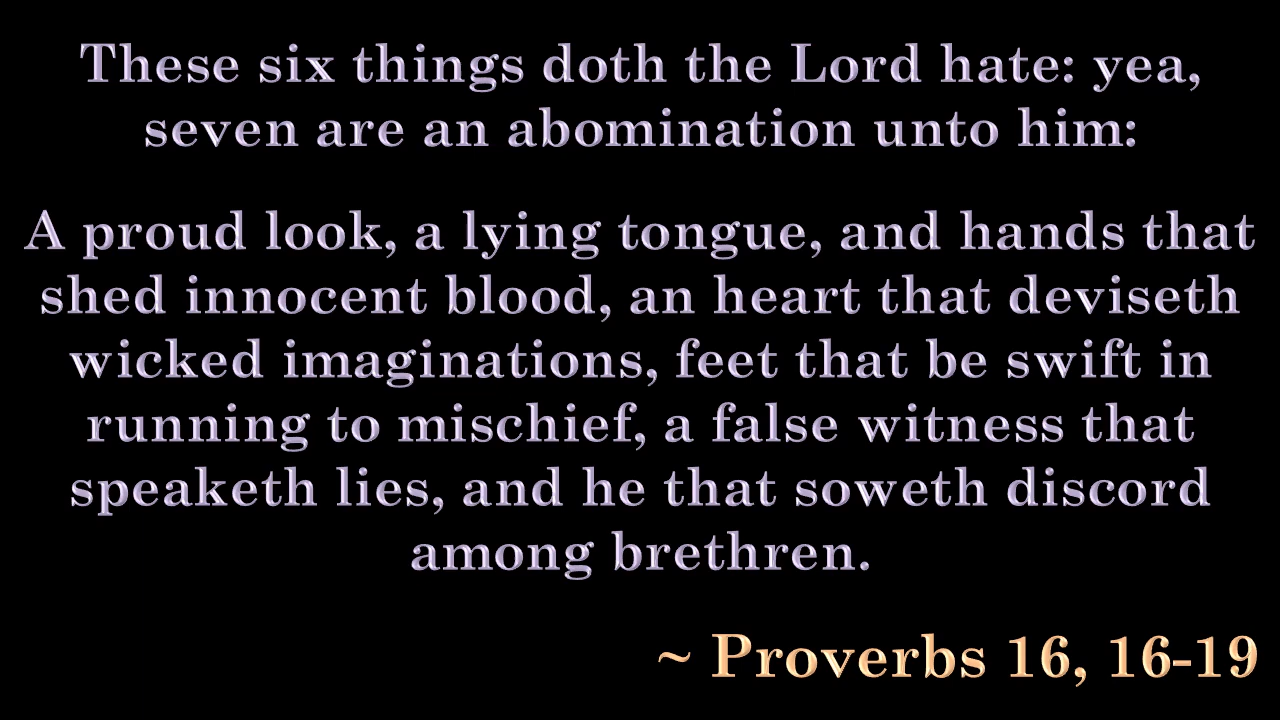 These six things doth the Lord hate: yea,
seven are an abomination unto him:
A proud look, a lying tongue, and hands that
shed innocent blood, an heart that deviseth
wicked imaginations, feet that be swift in
running to mischief, a false witness that
speaketh lies, and he that soweth discord
among brethren.
~ Proverbs 16, 16-19